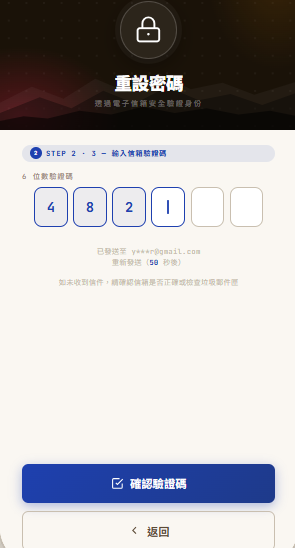 重設密碼
透過電子信箱安全驗證身份
2 STEP 2 · 3 — 輸入信箱驗證碼
6 位數驗證碼
4 8 2
已發送至 y***r@gmail.com
重新發送（50 秒後）
如未收到信件，請確認信箱是否正確或檢查垃圾郵件匣
確認驗證碼
返回